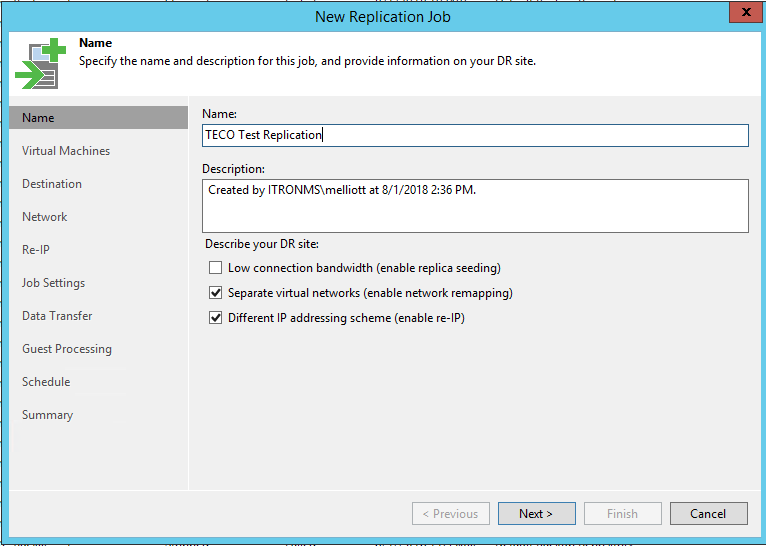 New Replication Job
x
Name
Specify the name and description for this job, and provide information on your DR site.
Name
Virtual Machines
Destination
Network
Re-IP
Job Settings
Data Transfer
Guest Processing
Schedule
Summary
Name:
TECO Test Replication
Description:
Created by ITRONMS\melliott at 8/1/2018 2:36 PM.
Describe your DR site:
Low connection bandwidth (enable replica seeding)
Separate virtual networks (enable network remapping)
Different IP addressing scheme (enable re-IP)
< Previous
Next >
Finish
Cancel